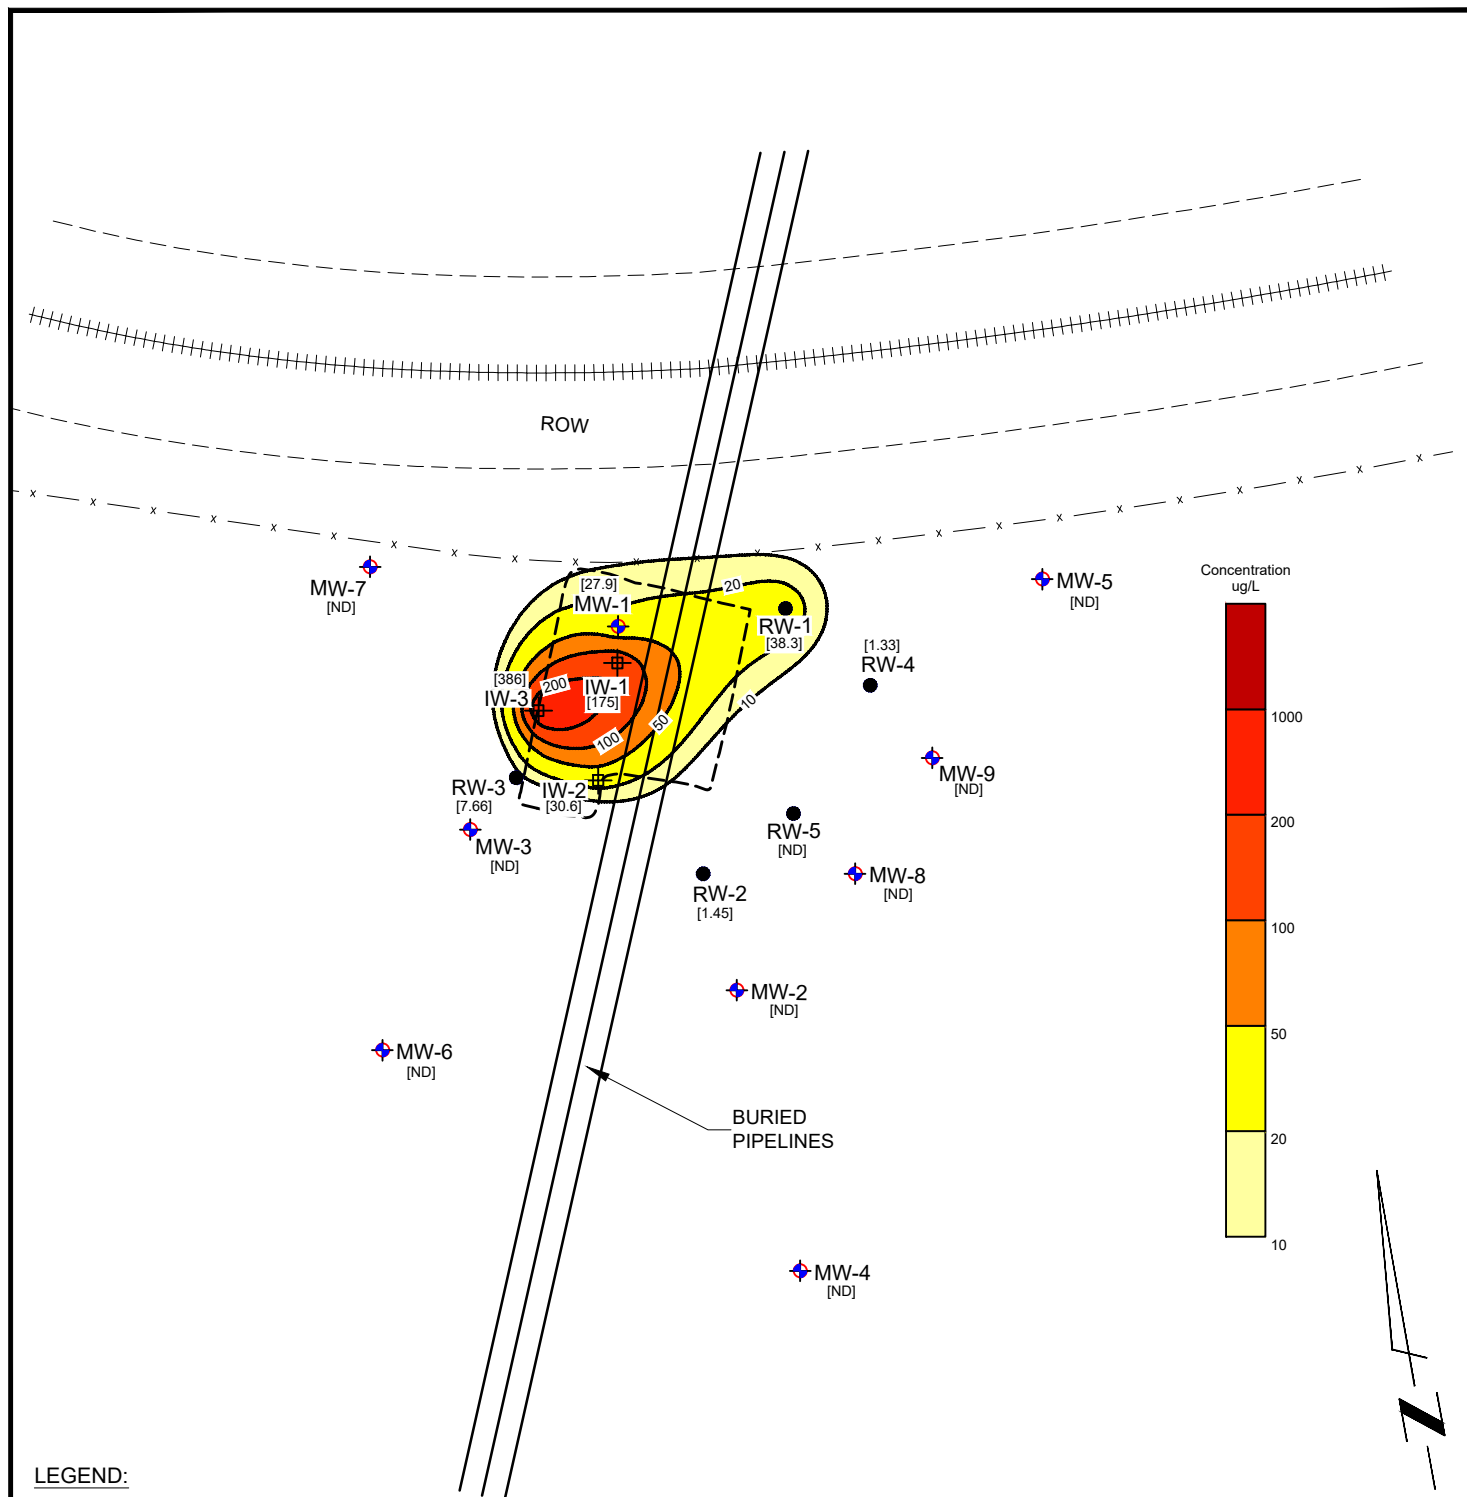 ROW
MW-7
[ND]
[27.9]
MW-1
20
RW-1
[38.3]
MW-5
[ND]
Concentration
ug/L
[1.33]
RW-4
[386]
IW-3
200
IW-1
[175]
10
50
100
1000
MW-9
[ND]
RW-3
[7.66]
IW-2
[30.6]
MW-3
[ND]
RW-5
[ND]
200
MW-8
[ND]
RW-2
[1.45]
100
MW-2
[ND]
50
MW-6
[ND]
BURIED
PIPELINES
20
10
MW-4
[ND]
N
LEGEND: